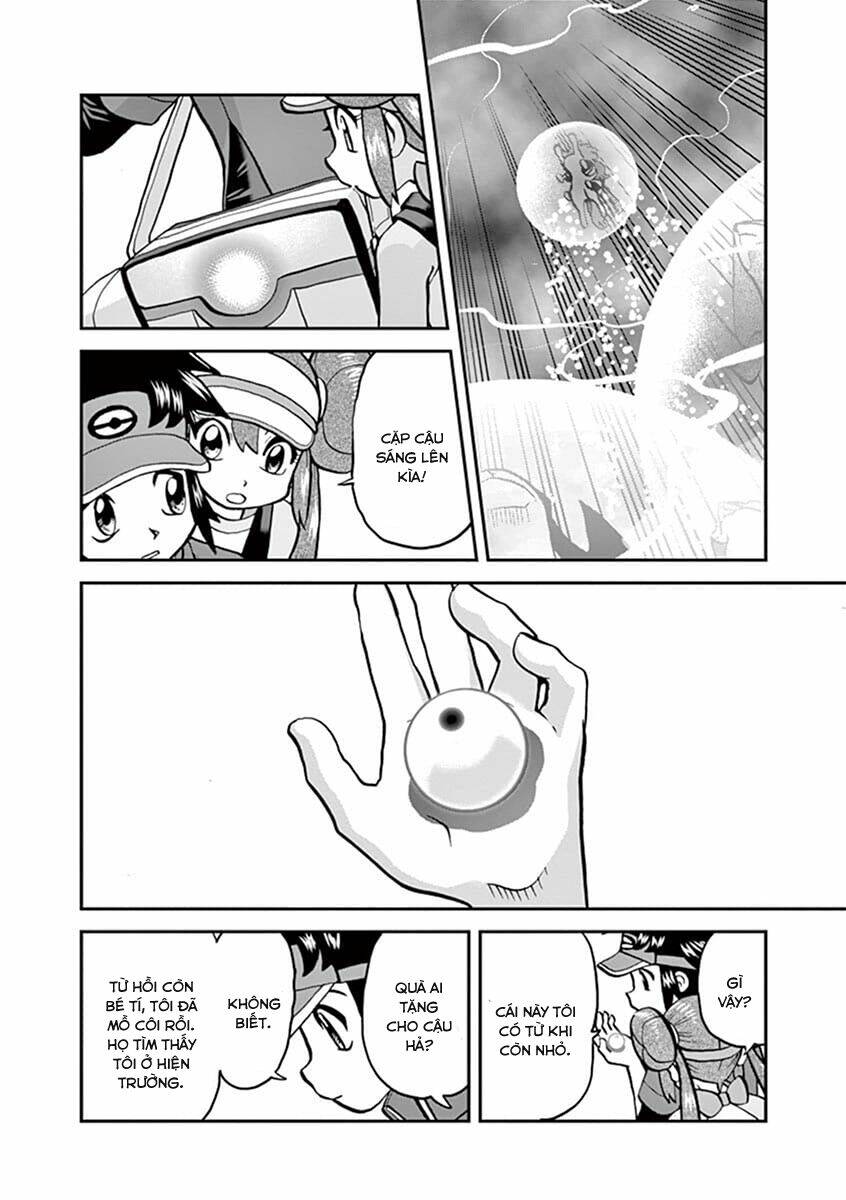 CẶP CẬU
SÁNG LÊN
KÌA!
GÌ
VẬY?
CÁI NÀY TÔI
CÓ TỪ KHI
CÒN NHỎ.
QUÀ AI
TẶNG
CHO CẬU
HẢ?
KHÔNG
BIẾT.
TỪ HỒI CÒN
BÉ TÍ, TÔI ĐÃ
MỒ CÔI RỒI.
HỌ TÌM THẤY
TÔI Ở HIỆN
TRƯỜNG.